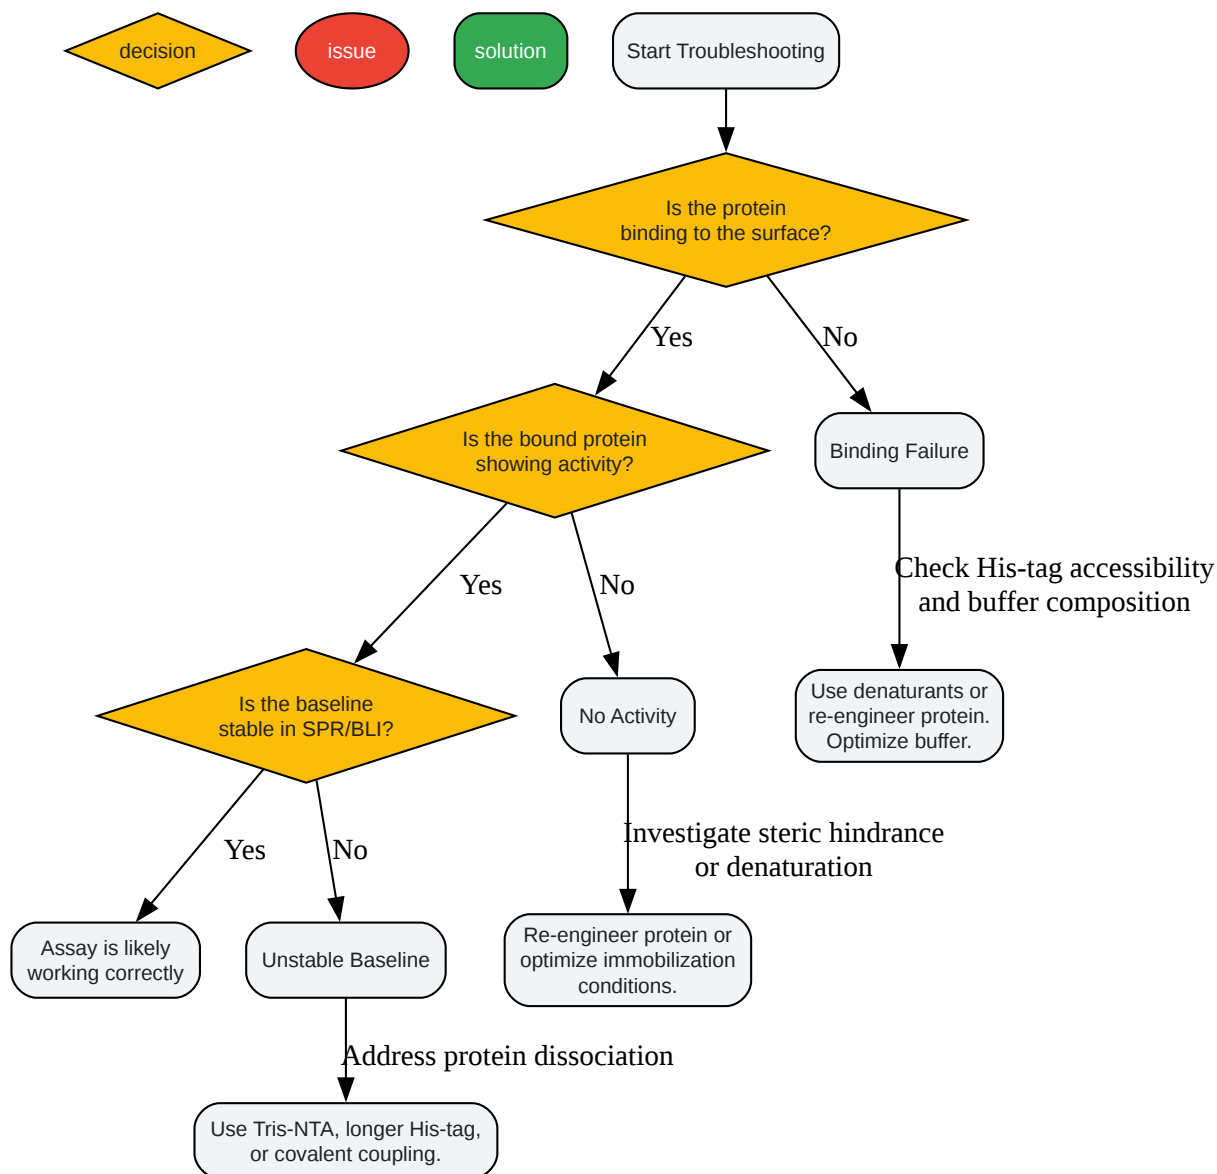 decision
issue
solution
Start Troubleshooting
Is the protein
binding to the surface?
Yes
No
Is the bound protein
showing activity?
Binding Failure
Check His-tag accessibility
and buffer composition
Yes
No
Is the baseline
stable in SPR/BLI?
No Activity
Use denaturants or
re-engineer protein.
Optimize buffer.
Investigate steric hindrance
or denaturation
Yes
No
Assay is likely
working correctly
Unstable Baseline
Re-engineer protein or
optimize immobilization
conditions.
Address protein dissociation
Use Tris-NTA, longer His-tag,
or covalent coupling.